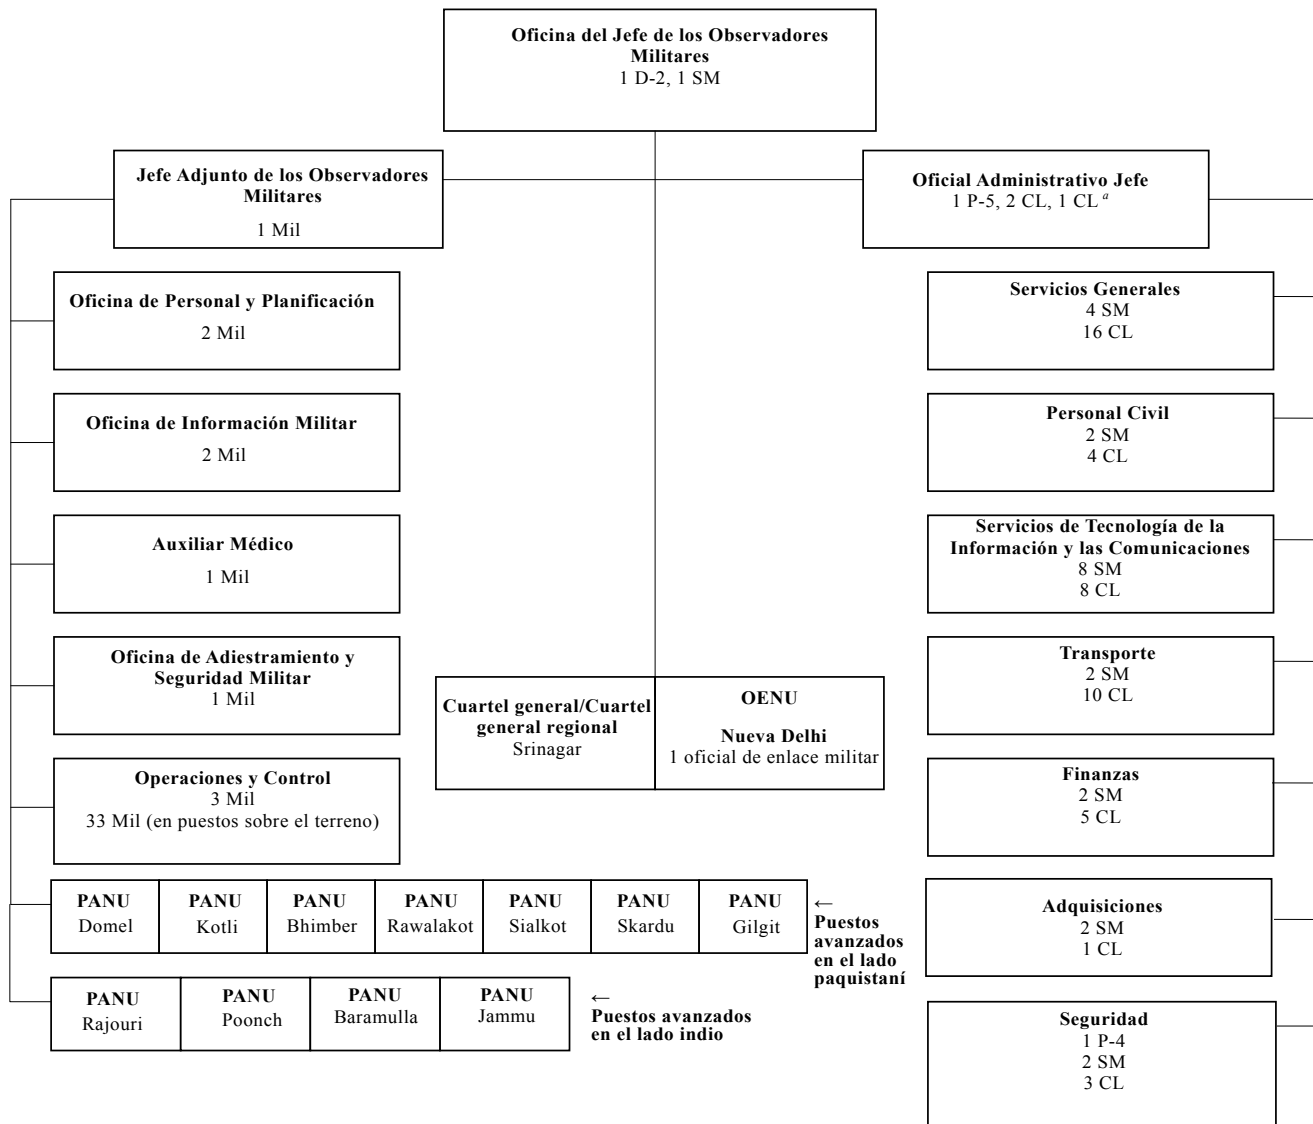 Oficina del Jefe de los Observadores
Militares
1 D-2, 1 SM
Jefe Adjunto de los Observadores
Militares
1 Mil
Oficial Administrativo Jefe
1 P-5, 2 CL, 1 CL a
Oficina de Personal y Planificación
2 Mil
Oficina de Información Militar
2 Mil
Auxiliar Médico
1 Mil
Oficina de Adiestramiento y
Seguridad Militar
1 Mil
Operaciones y Control
3 Mil
33 Mil (en puestos sobre el terreno)
Cuartel general/Cuartel
general regional
Srinagar
OENU
Nueva Delhi
1 oficial de enlace militar
Servicios Generales
4 SM
16 CL
Personal Civil
2 SM
4 CL
Servicios de Tecnología de la
Información y las Comunicaciones
8 SM
8 CL
Transporte
2 SM
10 CL
Finanzas
2 SM
5 CL
Adquisiciones
2 SM
1 CL
Seguridad
1 P-4
2 SM
3 CL
PANU
Domel
PANU
Kotli
PANU
Bhimber
PANU
Rawalakot
PANU
Sialkot
PANU
Skardu
PANU
Gilgit
←
Puestos
avanzados
en el lado
paquistaní
PANU
Rajouri
PANU
Poonch
PANU
Baramulla
PANU
Jammu
←
Puestos avanzados
en el lado indio